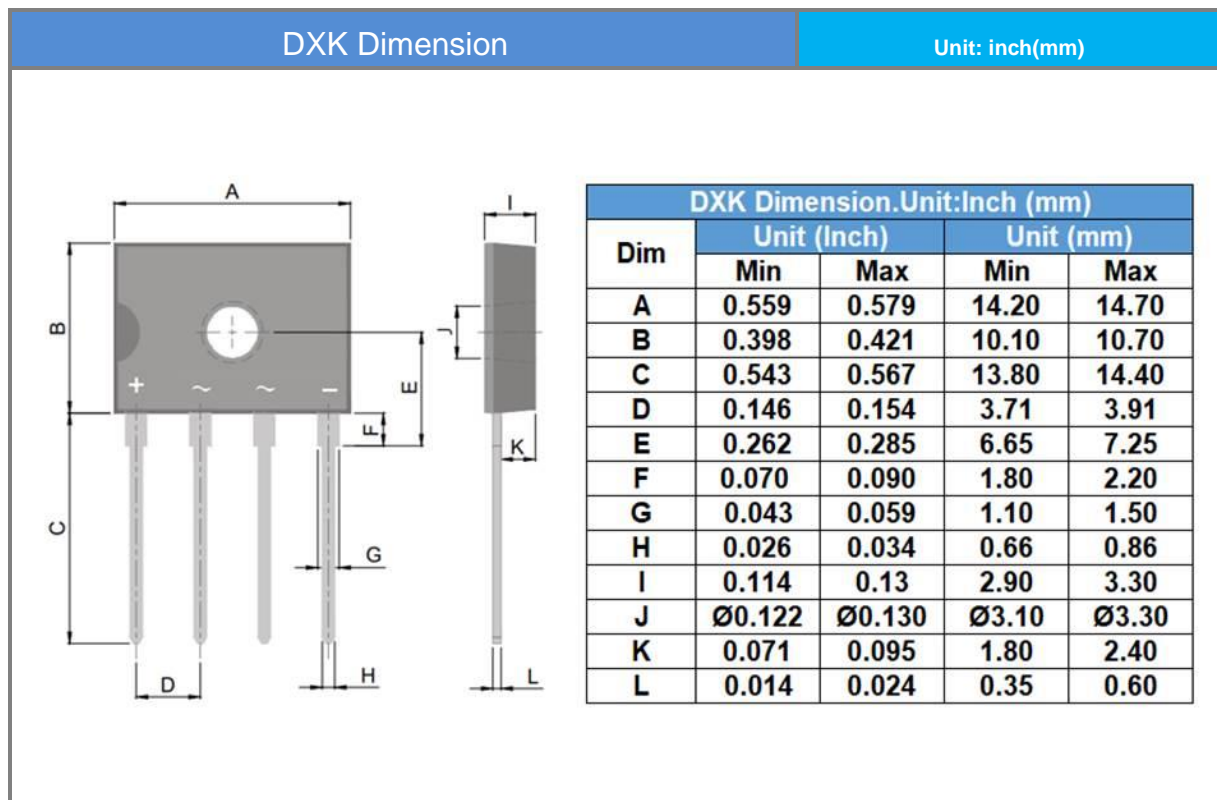 DXK Dimension Unit: inch(mm)
A
I
B
J
E
+ ~ ~ −
F
K
C
G
D
H
L
DXK Dimension.Unit:Inch (mm)
Dim Unit (Inch) Unit (mm)
Min Max Min Max
A 0.559 0.579 14.20 14.70
B 0.398 0.421 10.10 10.70
C 0.543 0.567 13.80 14.40
D 0.146 0.154 3.71 3.91
E 0.262 0.285 6.65 7.25
F 0.070 0.090 1.80 2.20
G 0.043 0.059 1.10 1.50
H 0.026 0.034 0.66 0.86
I 0.114 0.13 2.90 3.30
J Ø0.122 Ø0.130 Ø3.10 Ø3.30
K 0.071 0.095 1.80 2.40
L 0.014 0.024 0.35 0.60